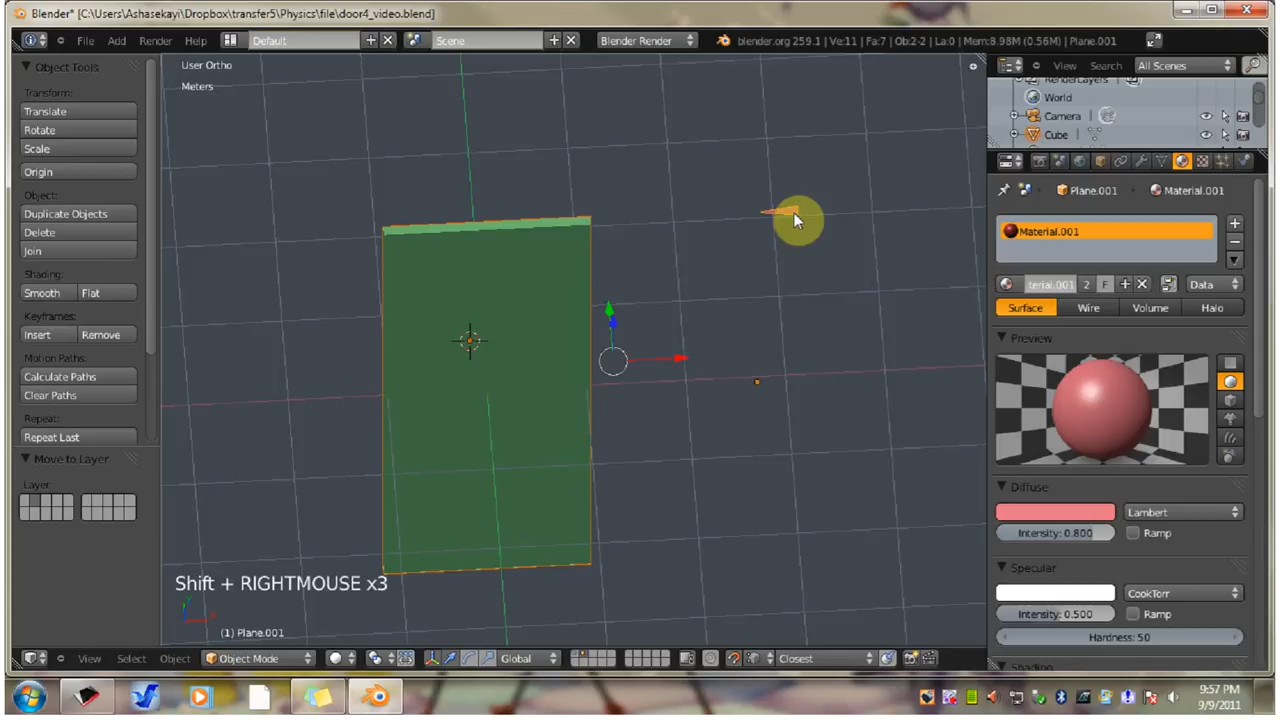 Blender* [C:\Users\Ashasekayi\Dropbox\transfer5\Physics\file\door4_video.blend]
File Add Render Help Default Scene Blender Render blender.org 259.1 | Ve:11 | Fa:7 | Ob:2-2 | La:0 | Mem:8.98M (0.56M) | Plane.001
Object Tools
Transform:
Translate
Rotate
Scale
Origin
Object:
Duplicate Objects
Delete
Join
Shading:
Smooth Flat
Keyframes:
Insert Remove
Motion Paths:
Calculate Paths
Clear Paths
Repeat:
Repeat Last
Move to Layer
Layer
User Ortho
Meters
Shift + RIGHTMOUSE x3
(1) Plane.001
View Select Object Object Mode Global Closest
View Search All Scenes
RenderLayers
World
Camera
Cube
Plane.001 Material.001
Material.001
terial.001 2 F Data
Surface Wire Volume Halo
Preview
Diffuse
Lambert
Intensity: 0.800 Ramp
Specular
CookTorr
Intensity: 0.500 Ramp
Hardness: 50
Shading
9:57 PM
9/9/2011